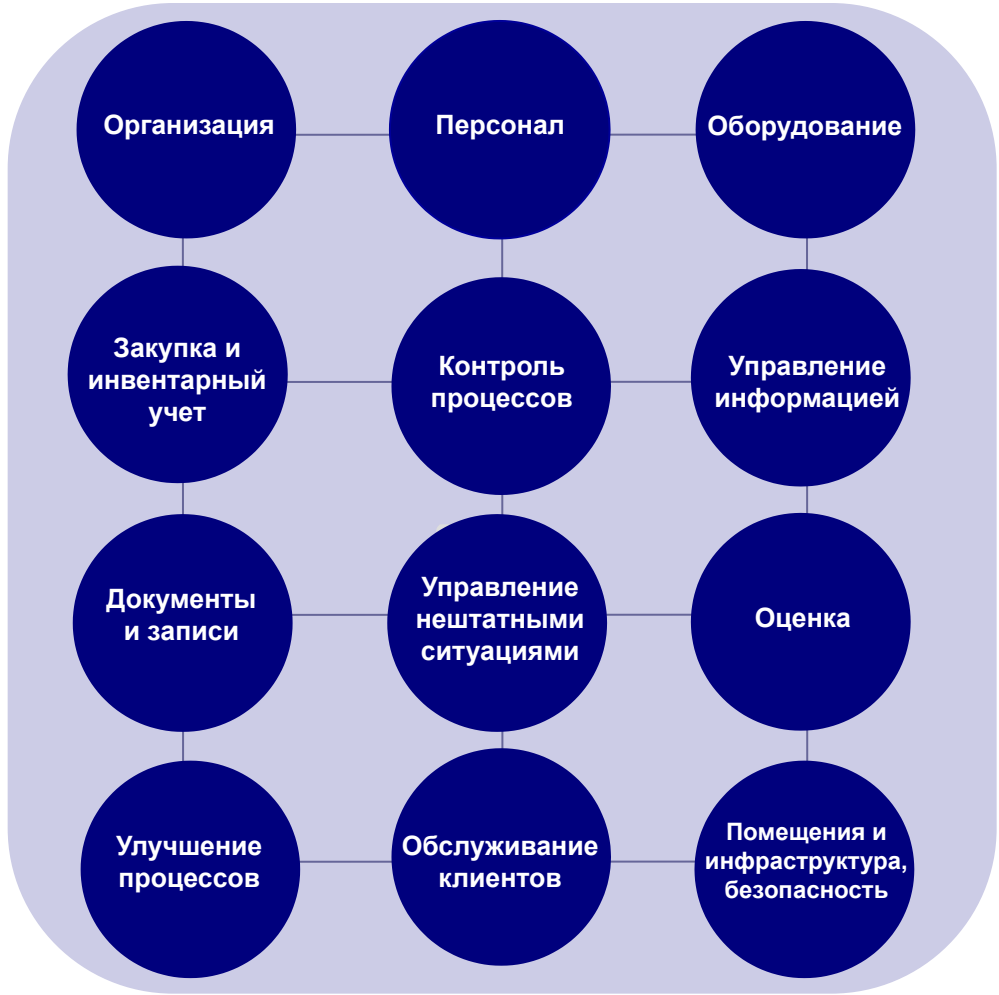 Организация
Персонал
Оборудование
Закупка и
инвентарный
учет
Контроль
процессов
Управление
информацией
Документы
и записи
Управление
нештатными
ситуациями
Оценка
Улучшение
процессов
Обслуживание
клиентов
Помещения и
инфраструктура,
безопасность